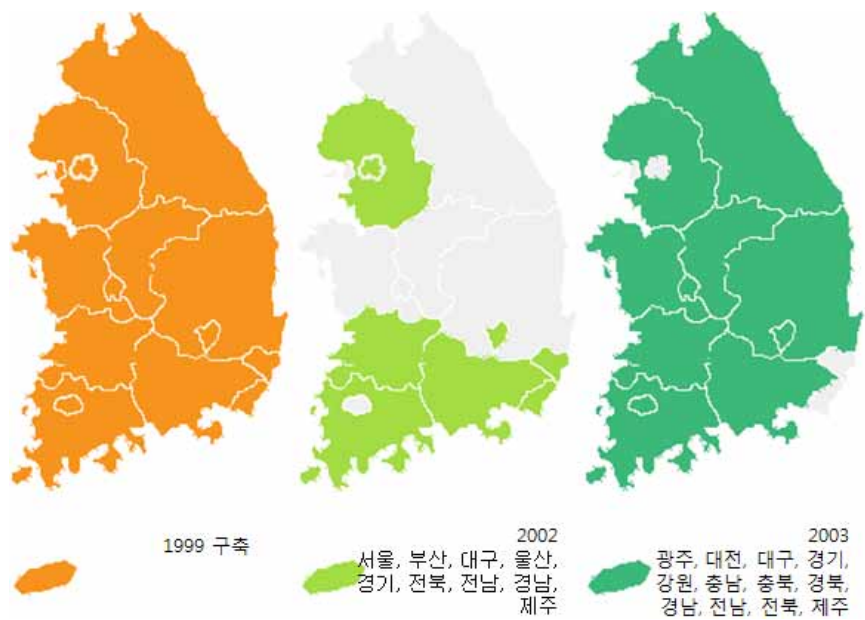 1999 구축
2002
서울, 부산, 대구, 울산,
경기, 전북, 전남, 경남,
제주
2003
광주, 대전, 대구, 경기,
강원, 충남, 충북, 경북,
경남, 전남, 전북, 제주